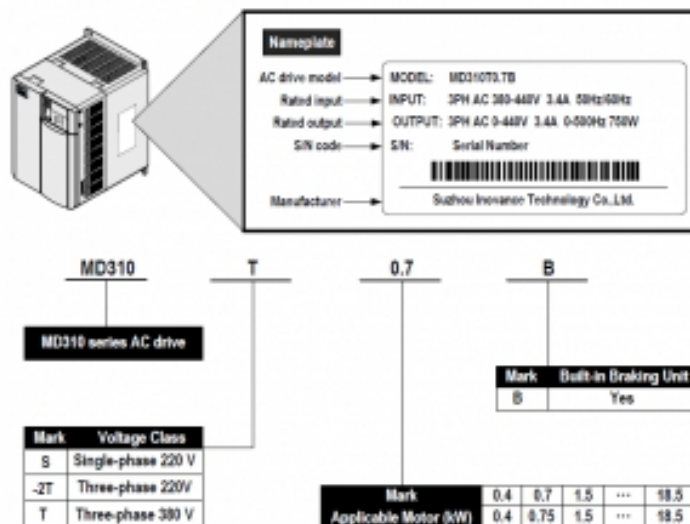 Nameplate
AC drive model
Rated input
Rated output
S/N code
Manufacturer
MODEL: MD310T0.7B
INPUT: 3PH AC 380-440V 3.4A 50Hz/60Hz
OUTPUT: 3PH AC 0-440V 3.4A 0-500Hz 750W
S/N: Serial Number
Suzhou Inovance Technology Co.,Ltd.
MD310 T 0.7 B
MD310 series AC drive
Mark Built-in Braking Unit
B Yes
Mark Voltage Class
S Single-phase 220 V
-2T Three-phase 220V
T Three-phase 380 V
Mark 0.4 0.7 1.5 ... 18.5
Applicable Motor (kW) 0.4 0.75 1.5 ... 18.5